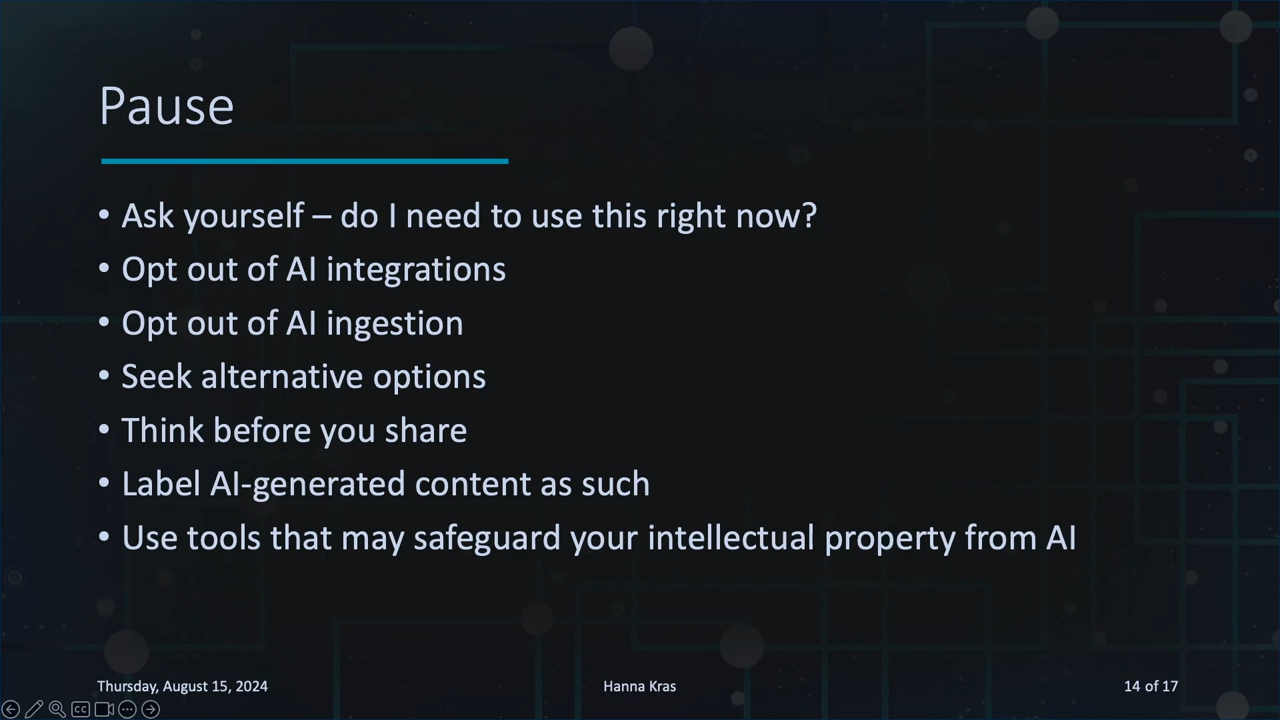 Pause
• Ask yourself – do I need to use this right now?
• Opt out of AI integrations
• Opt out of AI ingestion
• Seek alternative options
• Think before you share
• Label AI-generated content as such
• Use tools that may safeguard your intellectual property from AI
Thursday, August 15, 2024
Hanna Kras
14 of 17
CC